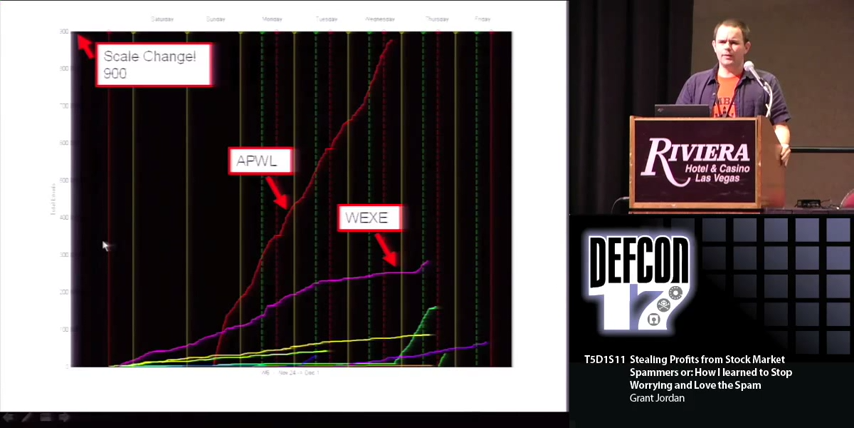 Saturday Sunday Monday Tuesday Wednesday Thursday Friday
Scale Change!
900
APWL
WEXE
RIVIERA
Hotel & Casino
Las Vegas
DEFCON
17
T5D1S11 Stealing Profits from Stock Market
Spammers or: How I learned to Stop
Worrying and Love the Spam
Grant Jordan